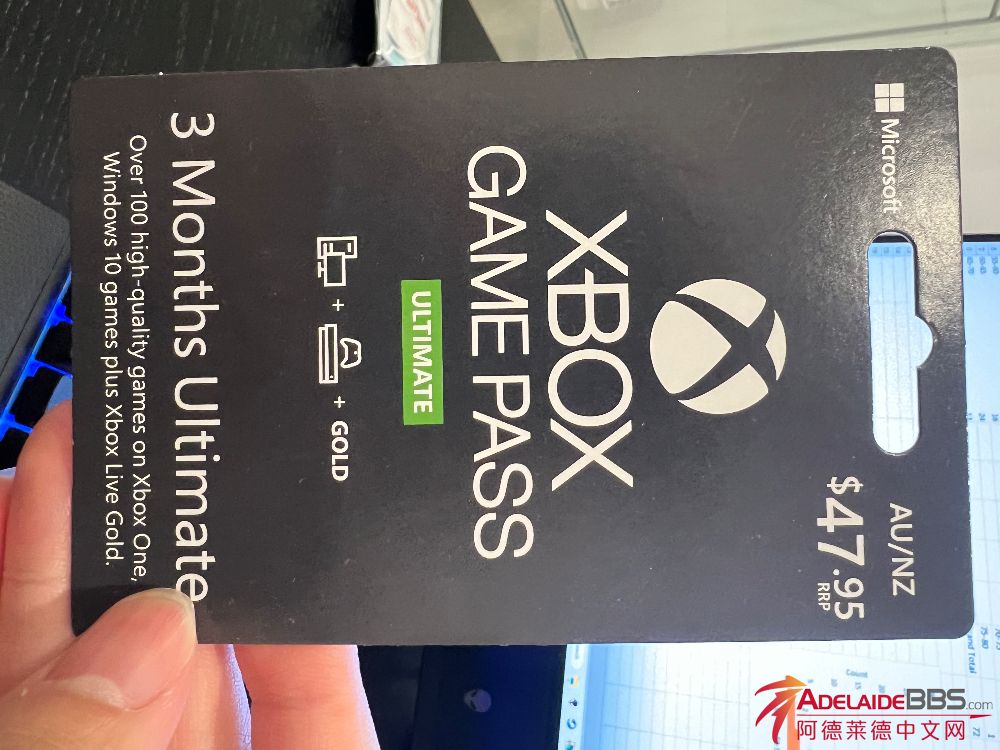 Microsoft
AU/NZ
$47.95
RRP
XBOX
GAME PASS
ULTIMATE
+ + GOLD
3 Months Ultimate
Over 100 high-quality games on Xbox One,
Windows 10 games plus Xbox Live Gold.
Count
ADELAIDEBBS.com
阿德莱德中文网